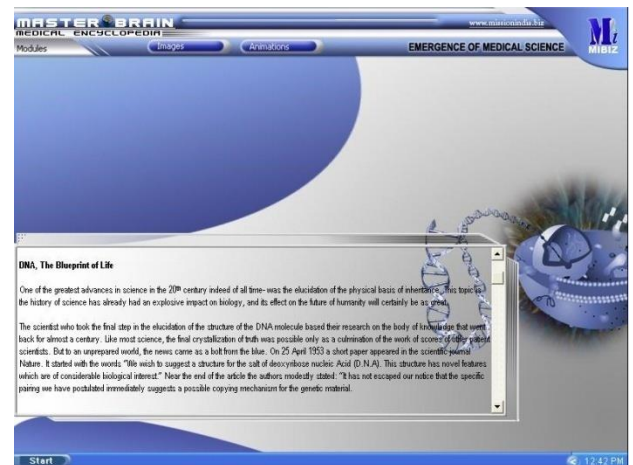 MASTER BRAIN
MEDICAL ENCYCLOPEDIA
www.missionindia.biz
Modules
Images
Animations
EMERGENCE OF MEDICAL SCIENCE
MIBIZ
DNA, The Blueprint of Life
One of the greatest advances in science in the 20th century indeed of all time- was the elucidation of the physical basis of inheritance. This topic is
the history of science has already had an explosive impact on biology, and its effect on the future of humanity will certainly be as great.
The scientist who took the final step in the elucidation of the structure of the DNA molecule based their research on the body of knowledge that went
back for almost a century. Like most science, the final crystallization of truth was possible only as a culmination of the work of scores of other patient
scientists. But to an unprepared world, the news came as a bolt from the blue. On 25 April 1953 a short paper appeared in the scientific journal
Nature. It started with the words "We wish to suggest a structure for the salt of deoxyribose nucleic Acid (D.N.A). This structure has novel features
which are of considerable biological interest." Near the end of the article the authors modestly stated: "It has not escaped our notice that the specific
pairing we have postulated immediately suggests a possible copying mechanism for the genetic material.
Start
12:42 PM